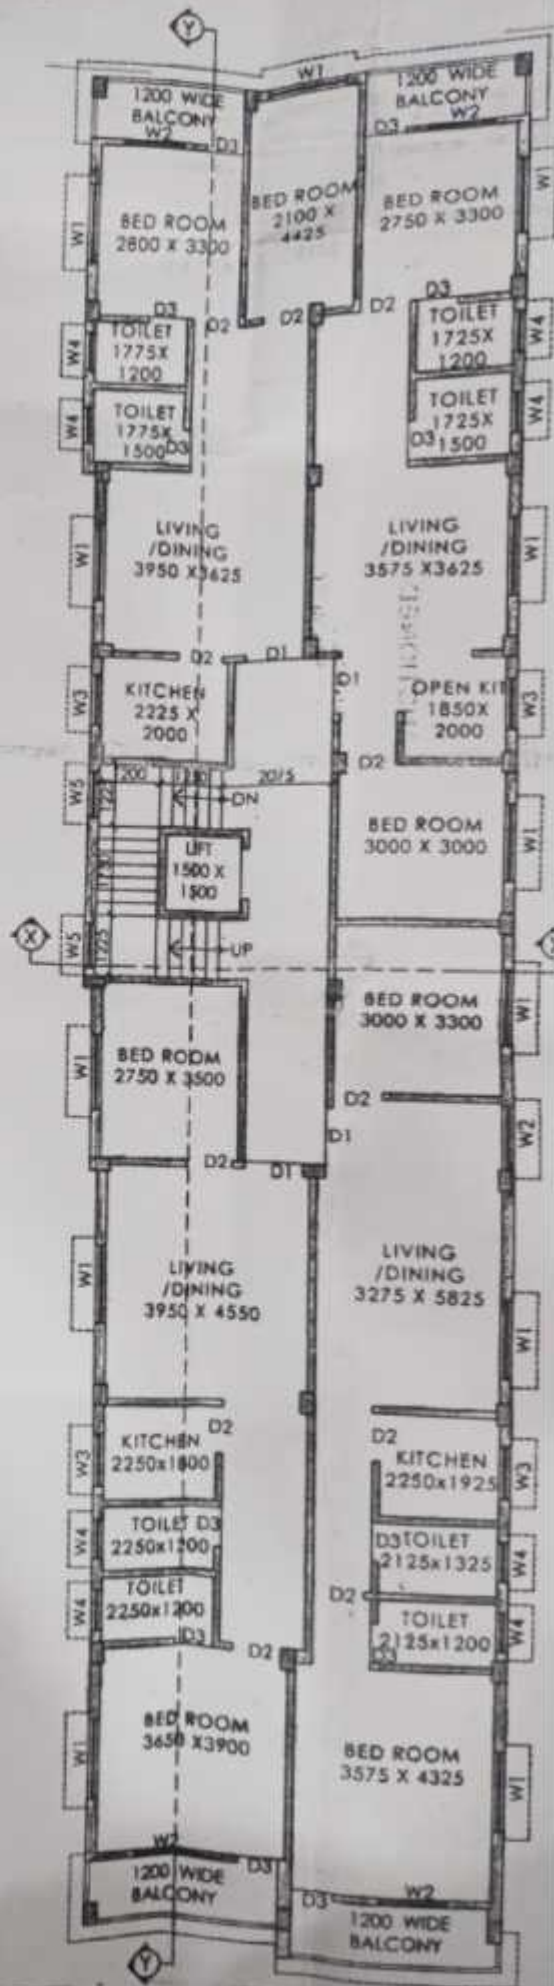 Y
W1
1200 WIDE
BALCONY
W2
D3
1200 WIDE
BALCONY
D3
W2
W1
W1
BED ROOM
2800 X 3300
BED ROOM
2100 X
4425
BED ROOM
2750 X 3300
D3
D2
D2
D2
D3
W4
TOILET
1775X
1200
TOILET
1725X
1200
W4
W4
TOILET
1775X
1500
D3
TOILET
1725X
1500
D3
W4
W1
LIVING
/DINING
3950 X3625
LIVING
/DINING
3575 X3625
W1
D2
D1
D1
W3
KITCHEN
2225 X
2000
OPEN KIT
1850X
2000
W3
D2
W5
DN
LIFT
1500 X
1500
BED ROOM
3000 X 3000
W1
X
W5
1225
UP
BED ROOM
3000 X 3300
W1
W1
BED ROOM
2750 X 3500
D2
D1
W2
D2
D1
W1
LIVING
/DINING
3950 X 4550
LIVING
/DINING
3275 X 5825
W1
D2
D2
W3
KITCHEN
2250x1800
KITCHEN
2250x1925
W3
W4
TOILET D3
2250x1200
D3 TOILET
2125x1325
W4
W4
TOILET
2250x1200
D2
TOILET
2125x1200
W4
D3
D2
D3
W1
BED ROOM
3650 X3900
BED ROOM
3575 X 4325
W1
W2
D3
1200 WIDE
BALCONY
D3
W2
1200 WIDE
BALCONY
Y